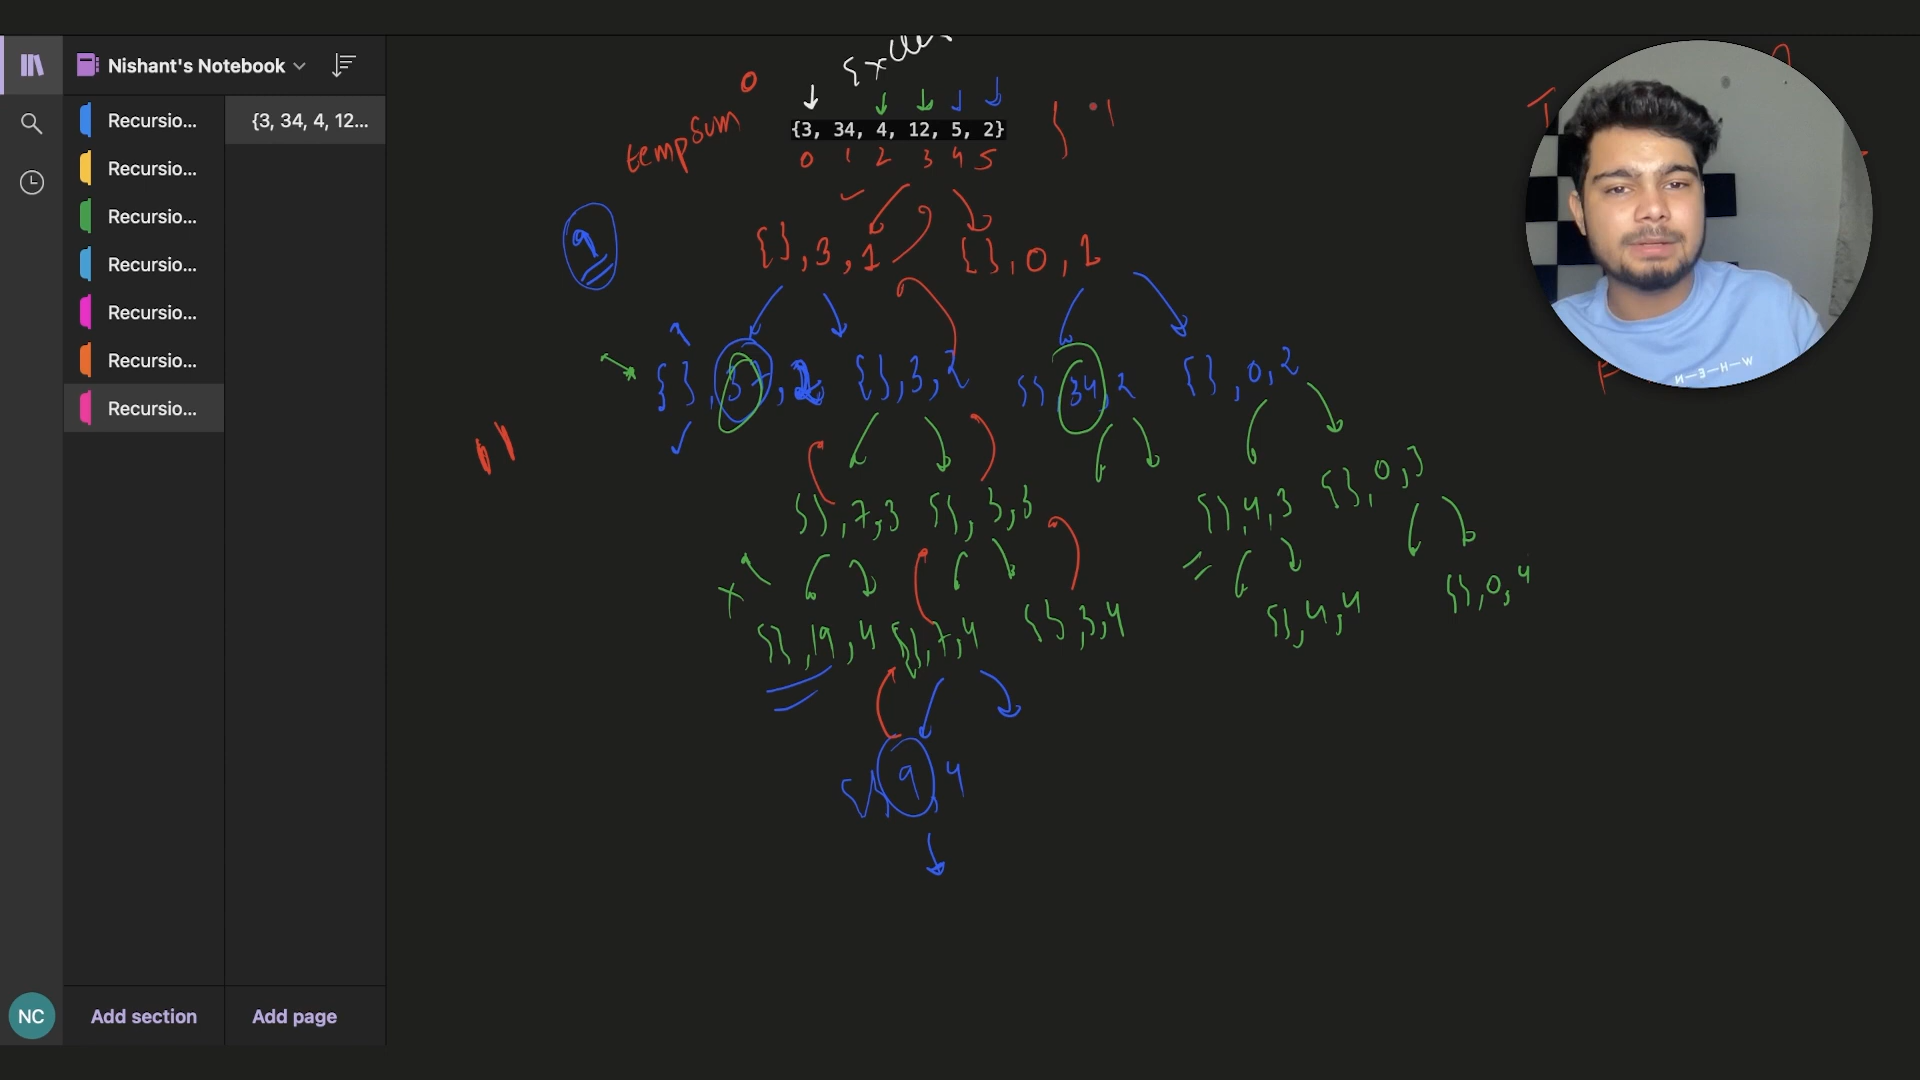 Nishant's Notebook
Recursio...
{3, 34, 4, 12...
Recursio...
Recursio...
Recursio...
Recursio...
Recursio...
Recursio...
NC
Add section
Add page
tempSum 0
{3, 34, 4, 12, 5, 2}
0 1 2 3 4 5
9
{},3,1
{},0,1
{},37,2
{},3,2
{},34,2
{},0,2
{},7,3
{},3,3
{},4,3
{},0,3
{},19,4
{},7,4
{},3,4
{},4,4
{},0,4
{},9,4
N-3-H-W